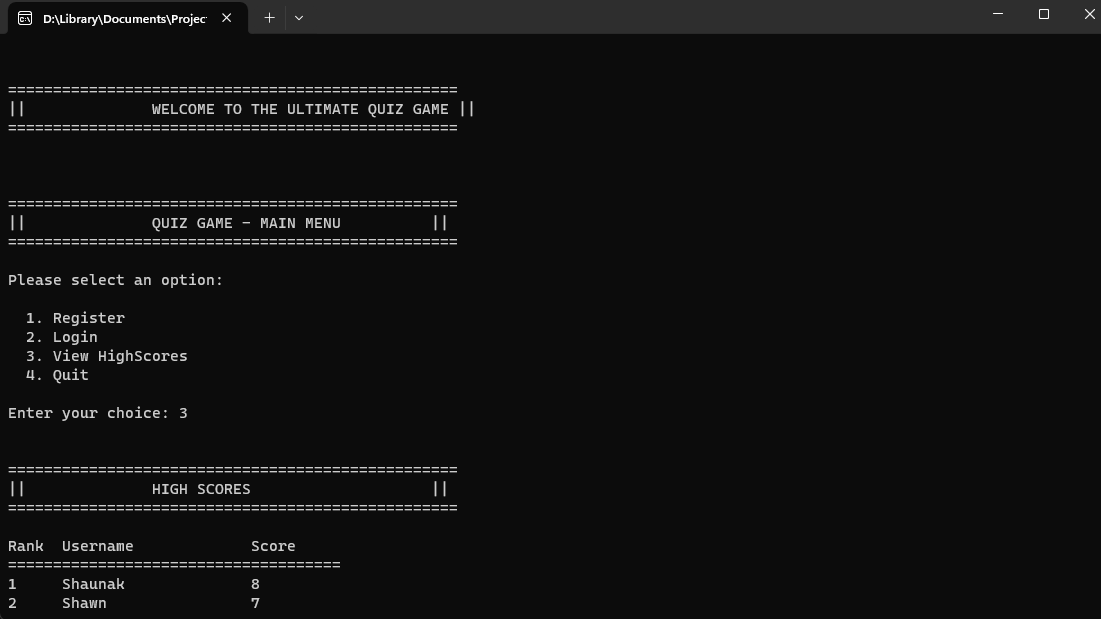 D:\Library\Documents\Projec
==================================================
||              WELCOME TO THE ULTIMATE QUIZ GAME ||
==================================================
==================================================
||              QUIZ GAME - MAIN MENU          ||
==================================================
Please select an option:
  1. Register
  2. Login
  3. View HighScores
  4. Quit
Enter your choice: 3
==================================================
||              HIGH SCORES                    ||
==================================================
Rank  Username             Score
=====================================
1     Shaunak              8
2     Shawn                7